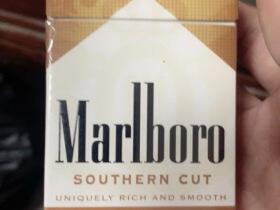 Marlboro
SOUTHERN CUT
UNIQUELY RICH AND SMOOTH